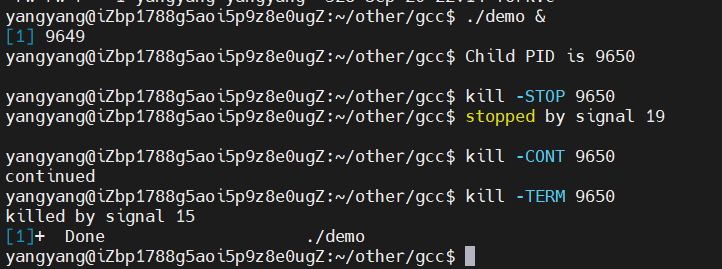 yangyang@iZbp1788g5aoi5p9z8e0ugZ:~/other/gcc$ ./demo &
[1] 9649
yangyang@iZbp1788g5aoi5p9z8e0ugZ:~/other/gcc$ Child PID is 9650
yangyang@iZbp1788g5aoi5p9z8e0ugZ:~/other/gcc$ kill -STOP 9650
yangyang@iZbp1788g5aoi5p9z8e0ugZ:~/other/gcc$ stopped by signal 19
yangyang@iZbp1788g5aoi5p9z8e0ugZ:~/other/gcc$ kill -CONT 9650
continued
yangyang@iZbp1788g5aoi5p9z8e0ugZ:~/other/gcc$ kill -TERM 9650
killed by signal 15
[1]+  Done                    ./demo
yangyang@iZbp1788g5aoi5p9z8e0ugZ:~/other/gcc$